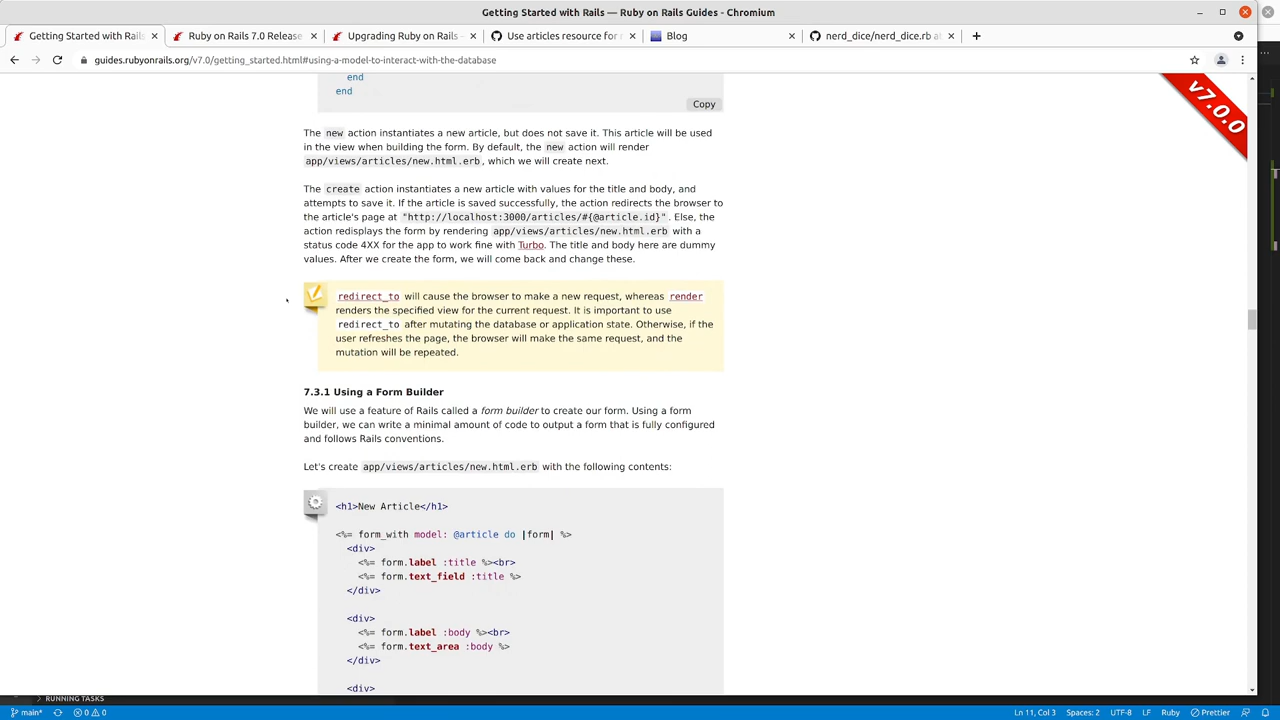 Getting Started with Rails — Ruby on Rails Guides - Chromium
Getting Started with Rails
Ruby on Rails 7.0 Release
Upgrading Ruby on Rails —
Use articles resource for
Blog
nerd_dice/nerd_dice.rb at
guides.rubyonrails.org/v7.0/getting_started.html#using-a-model-to-interact-with-the-database
v7.0.0
end
end
Copy
The new action instantiates a new article, but does not save it. This article will be used
in the view when building the form. By default, the new action will render
app/views/articles/new.html.erb, which we will create next.
The create action instantiates a new article with values for the title and body, and
attempts to save it. If the article is saved successfully, the action redirects the browser to
the article's page at "http://localhost:3000/articles/#{@article.id}". Else, the
action redisplays the form by rendering app/views/articles/new.html.erb with a
status code 4XX for the app to work fine with Turbo. The title and body here are dummy
values. After we create the form, we will come back and change these.
redirect_to will cause the browser to make a new request, whereas render
renders the specified view for the current request. It is important to use
redirect_to after mutating the database or application state. Otherwise, if the
user refreshes the page, the browser will make the same request, and the
mutation will be repeated.
7.3.1 Using a Form Builder
We will use a feature of Rails called a form builder to create our form. Using a form
builder, we can write a minimal amount of code to output a form that is fully configured
and follows Rails conventions.
Let's create app/views/articles/new.html.erb with the following contents:
<h1>New Article</h1>
<%= form_with model: @article do |form| %>
<div>
<%= form.label :title %><br>
<%= form.text_field :title %>
</div>
<div>
<%= form.label :body %><br>
<%= form.text_area :body %>
</div>
<div>
RUNNING TASKS
main*
0
0
Ln 11, Col 3
Spaces: 2
UTF-8
LF
Ruby
Prettier